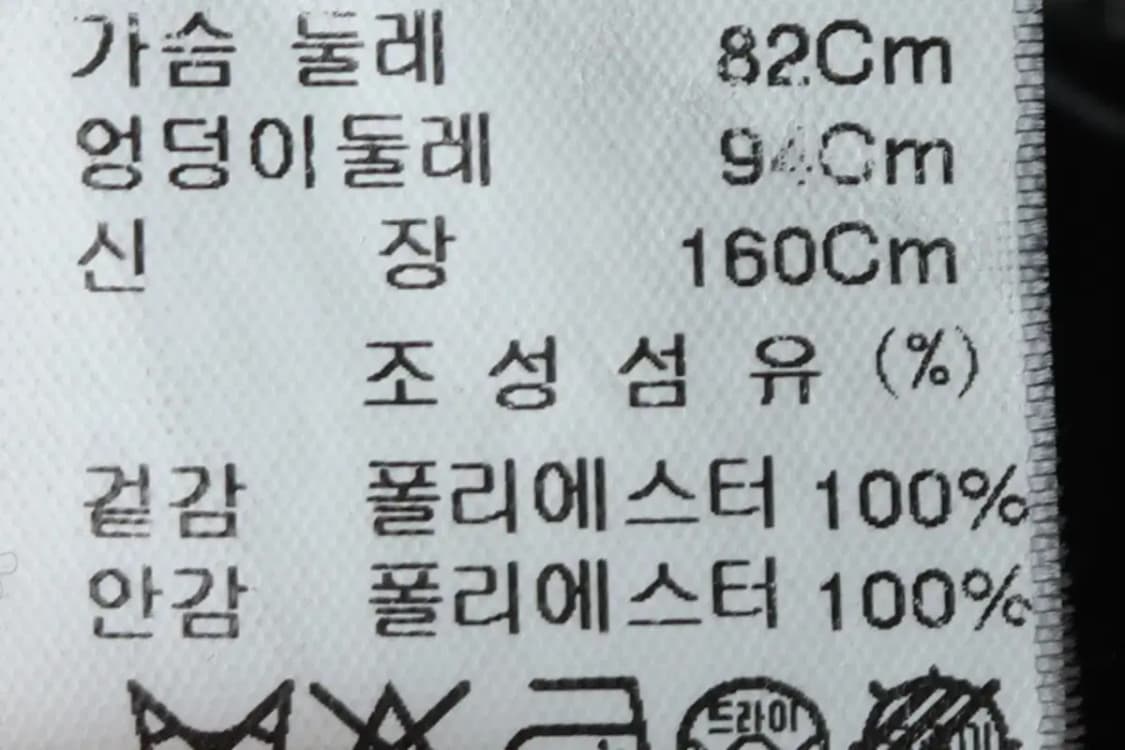 가슴 둘레 82Cm
엉덩이둘레 94Cm
신 장 160Cm
조 성 섬 유 (%)
겉감 폴리에스터 100%
안감 폴리에스터 100%
드라이